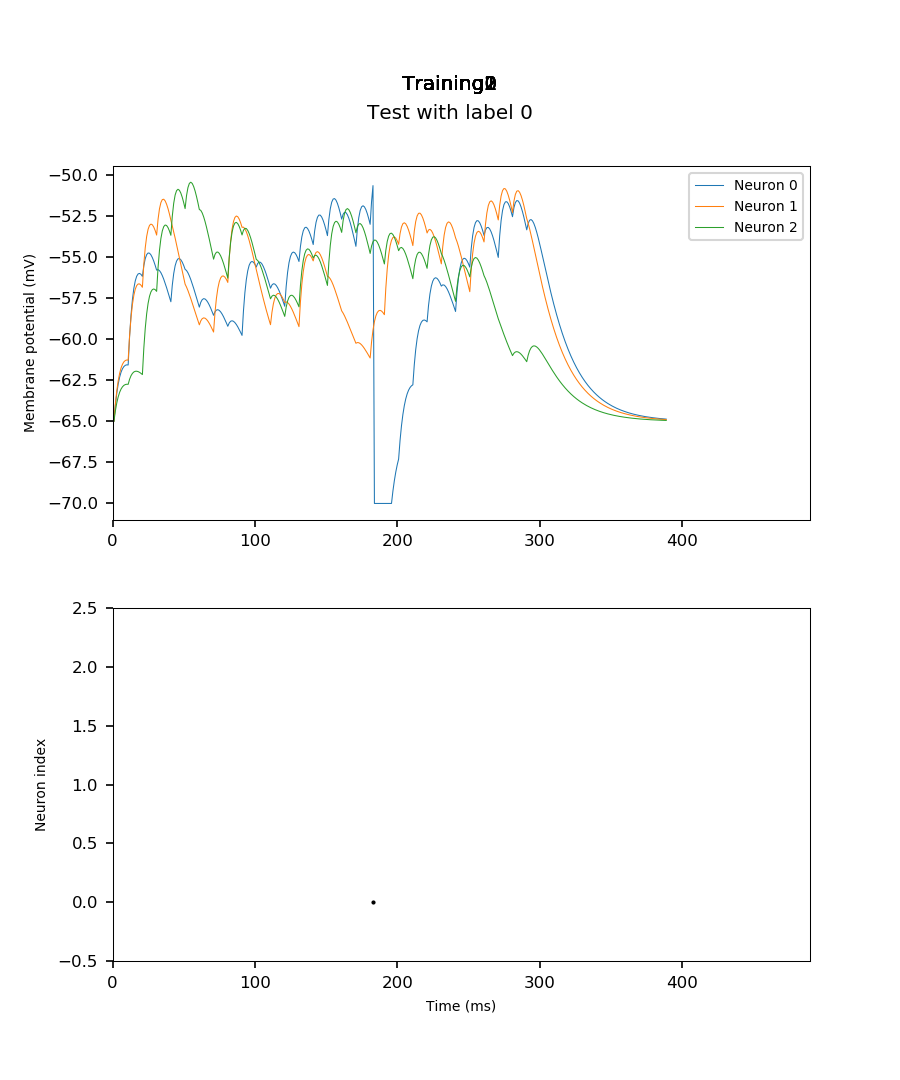 Training
Test with label 0
−50.0
−52.5
−55.0
−57.5
−60.0
−62.5
−65.0
−67.5
−70.0
Membrane potential (mV)
Neuron 0
Neuron 1
Neuron 2
0 100 200 300 400
2.5
2.0
1.5
1.0
0.5
0.0
−0.5
Neuron index
0 100 200 300 400
Time (ms)